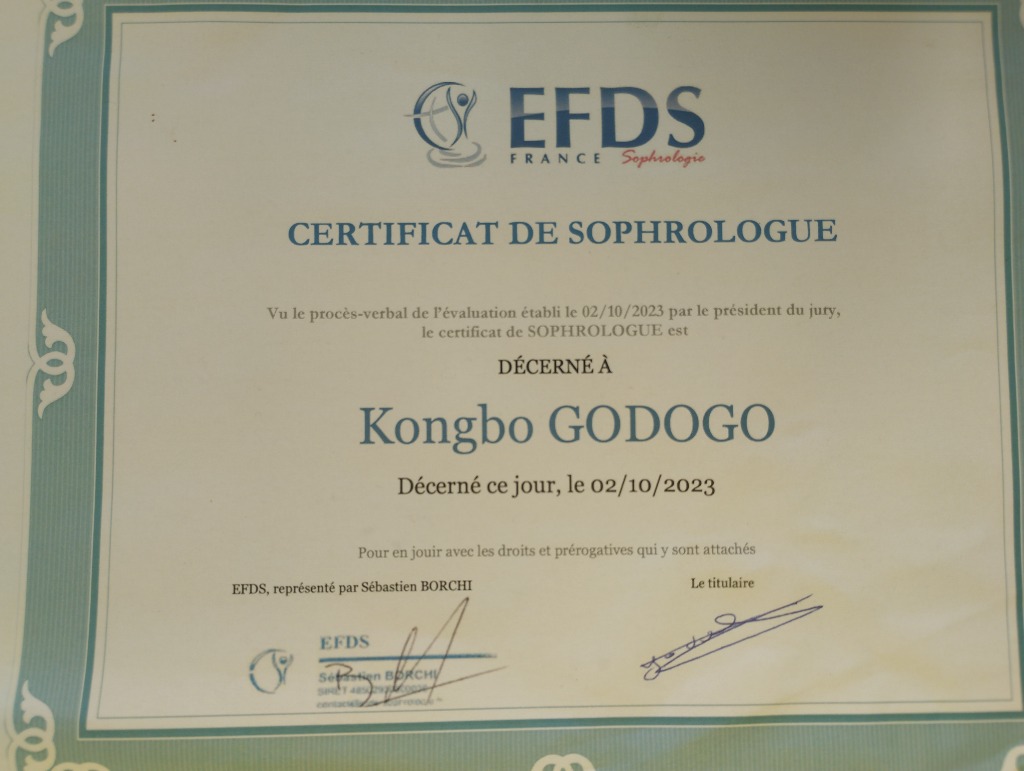 EFDS
FRANCE Sophrologie
CERTIFICAT DE SOPHROLOGUE
Vu le procès-verbal de l'évaluation établi le 02/10/2023 par le président du jury,
le certificat de SOPHROLOGUE est
DÉCERNÉ À
Kongbo GODOGO
Décerné ce jour, le 02/10/2023
Pour en jouir avec les droits et prérogatives qui y sont attachés
EFDS, représenté par Sébastien BORCHI
Le titulaire
EFDS
Sébastien BORCHI
SIRET